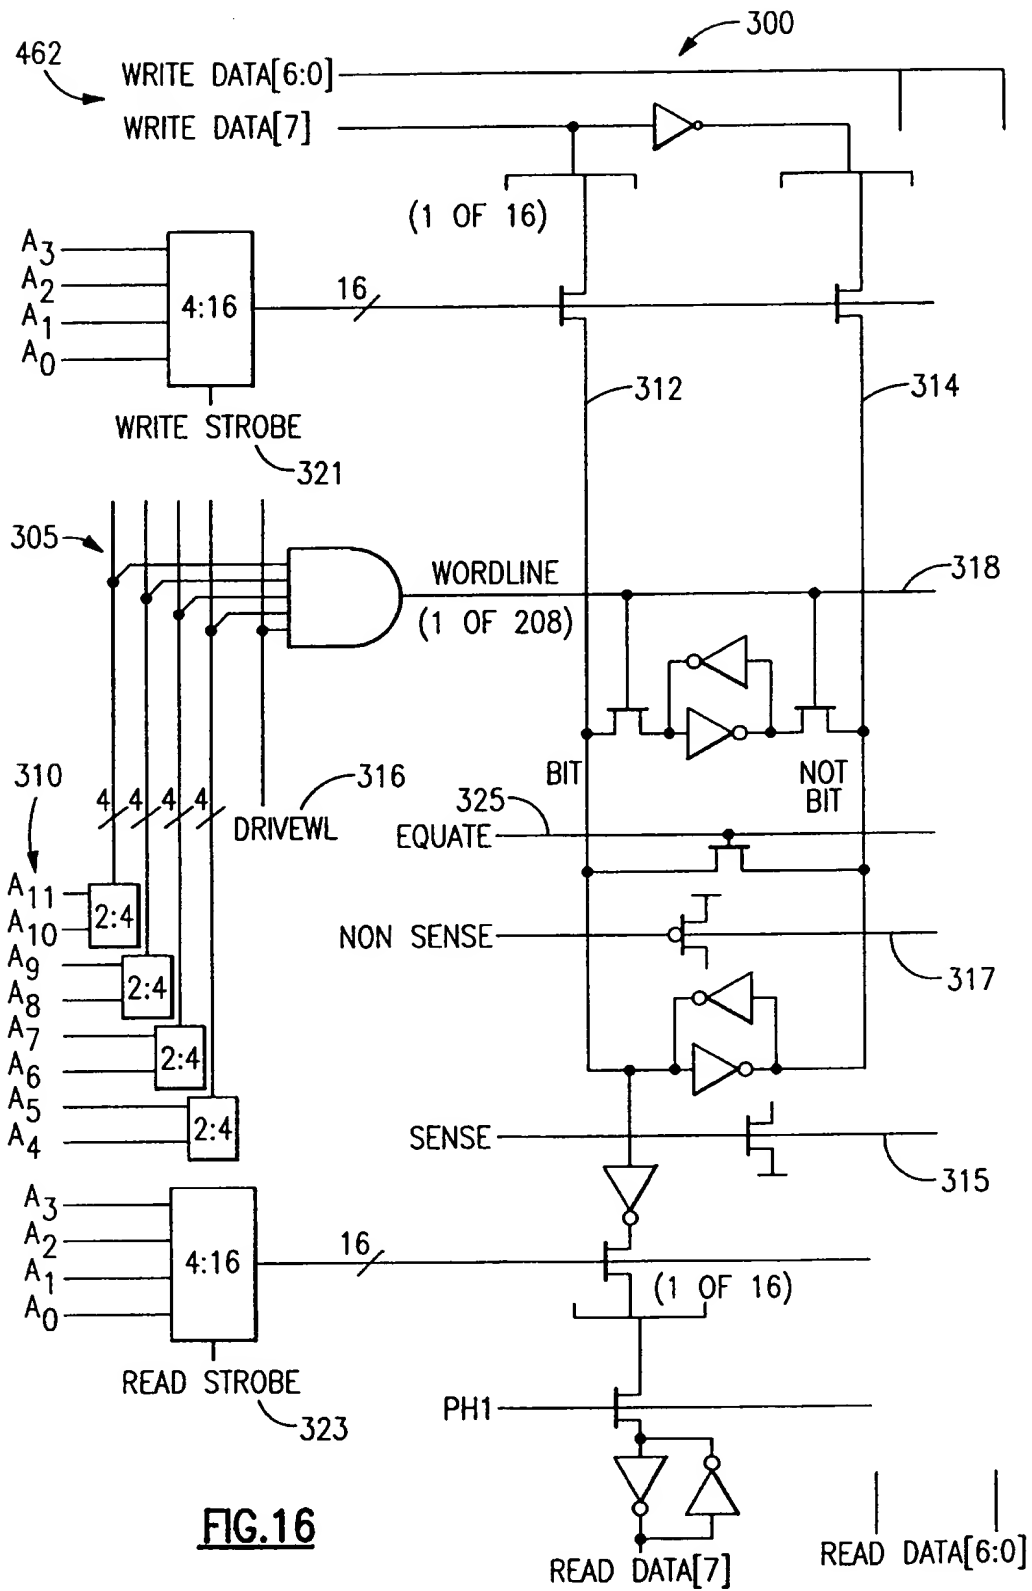 300
462
WRITE DATA[6:0]
WRITE DATA[7]
(1 OF 16)
A3
A2
A1
A0
4:16
16
WRITE STROBE
321
312
314
305
WORDLINE
(1 OF 208)
318
BIT
NOT
BIT
310
4 4 4 4
316
DRIVEWL
325
EQUATE
A11
A10
2:4
NON SENSE
317
A9
A8
2:4
A7
A6
2:4
A5
A4
2:4
SENSE
315
A3
A2
A1
A0
4:16
16
(1 OF 16)
READ STROBE
323
PH1
FIG.16
READ DATA[7]
READ DATA[6:0]